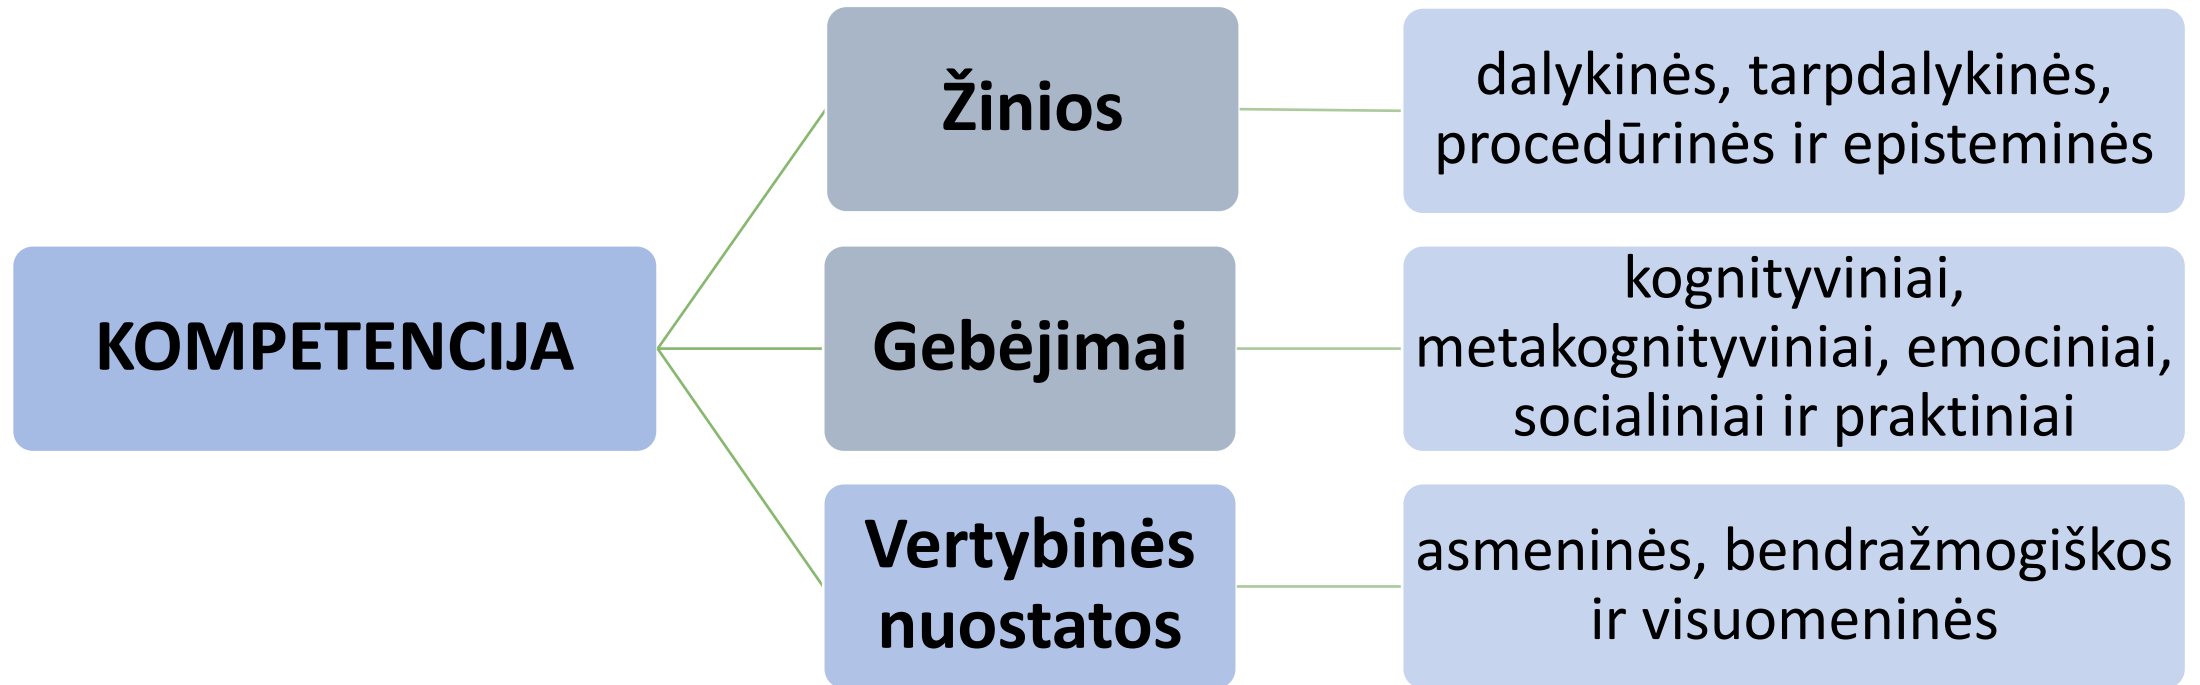 KOMPETENCIJA
Žinios
dalykinės, tarpdalykinės,
procedūrinės ir episteminės
Gebėjimai
kognityviniai,
metakognityviniai, emociniai,
socialiniai ir praktiniai
Vertybinės
nuostatos
asmeninės, bendražmogiškos
ir visuomeninės